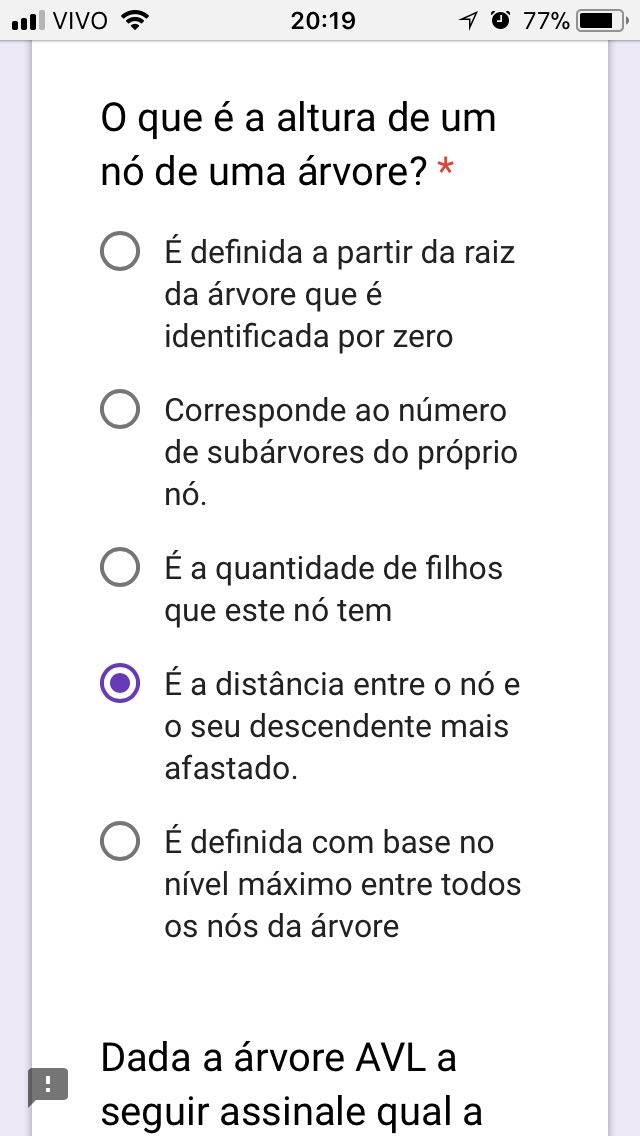 VIVO 20:19 77%
O que é a altura de um
nó de uma árvore? *
É definida a partir da raiz
da árvore que é
identificada por zero
Corresponde ao número
de subárvores do próprio
nó.
É a quantidade de filhos
que este nó tem
É a distância entre o nó e
o seu descendente mais
afastado.
É definida com base no
nível máximo entre todos
os nós da árvore
Dada a árvore AVL a
seguir assinale qual a